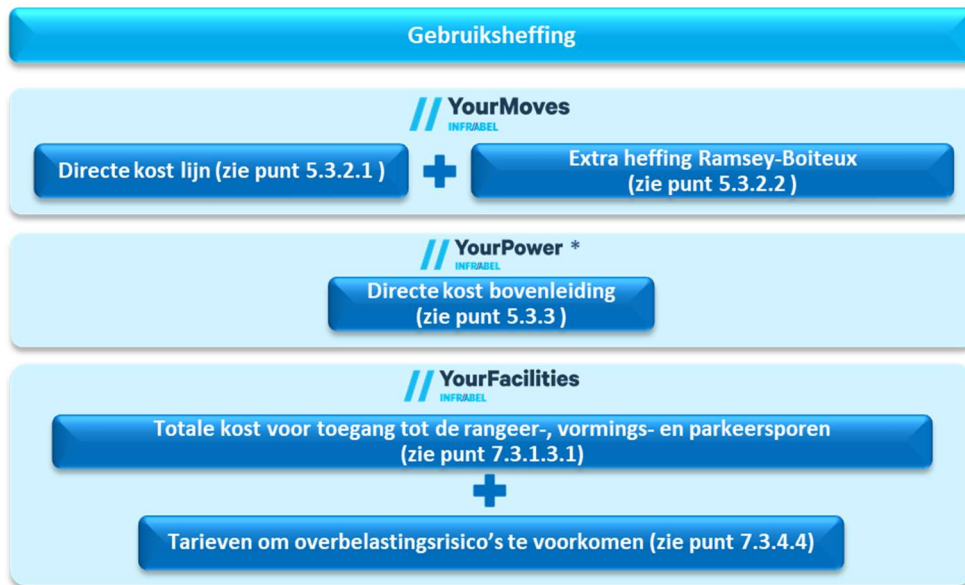 Gebruiksheffing
// YourMoves
INFRABEL
Directe kost lijn (zie punt 5.3.2.1 )
Extra heffing Ramsey-Boiteux
(zie punt 5.3.2.2 )
// YourPower *
INFRABEL
Directe kost bovenleiding
(zie punt 5.3.3 )
// YourFacilities
INFRABEL
Totale kost voor toegang tot de rangeer-, vormings- en parkeersporen
(zie punt 7.3.1.3.1)
Tarieven om overbelastingsrisico's te voorkomen (zie punt 7.3.4.4)